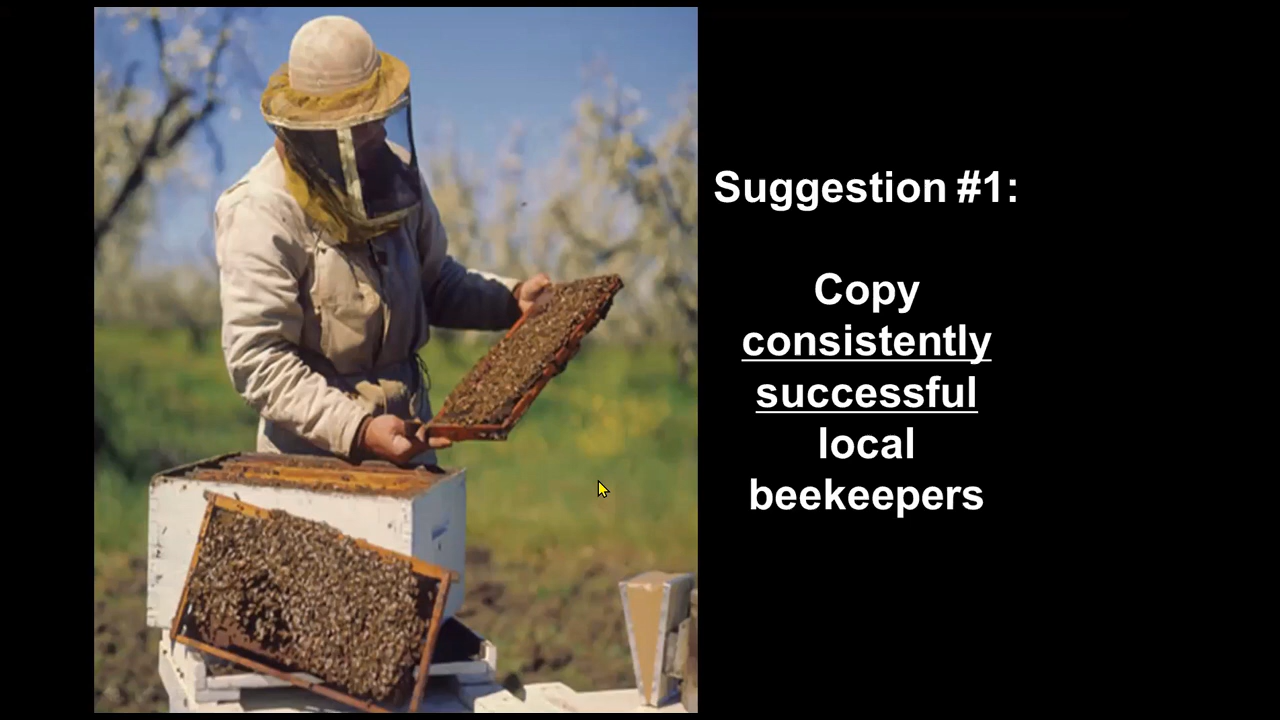 Suggestion #1:
Copy
consistently
successful
local
beekeepers